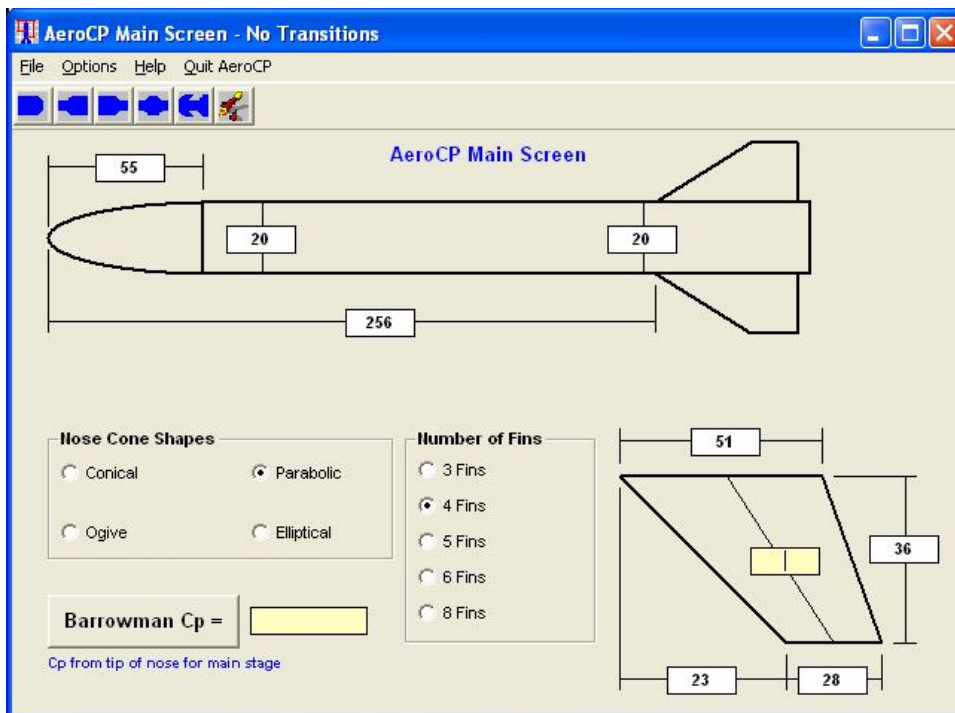 AeroCP Main Screen - No Transitions
File Options Help Quit AeroCP
AeroCP Main Screen
55
20 20
256
Nose Cone Shapes
Conical Parabolic
Ogive Elliptical
Number of Fins
3 Fins
4 Fins
5 Fins
6 Fins
8 Fins
51
36
23 28
Barrowman Cp =
Cp from tip of nose for main stage